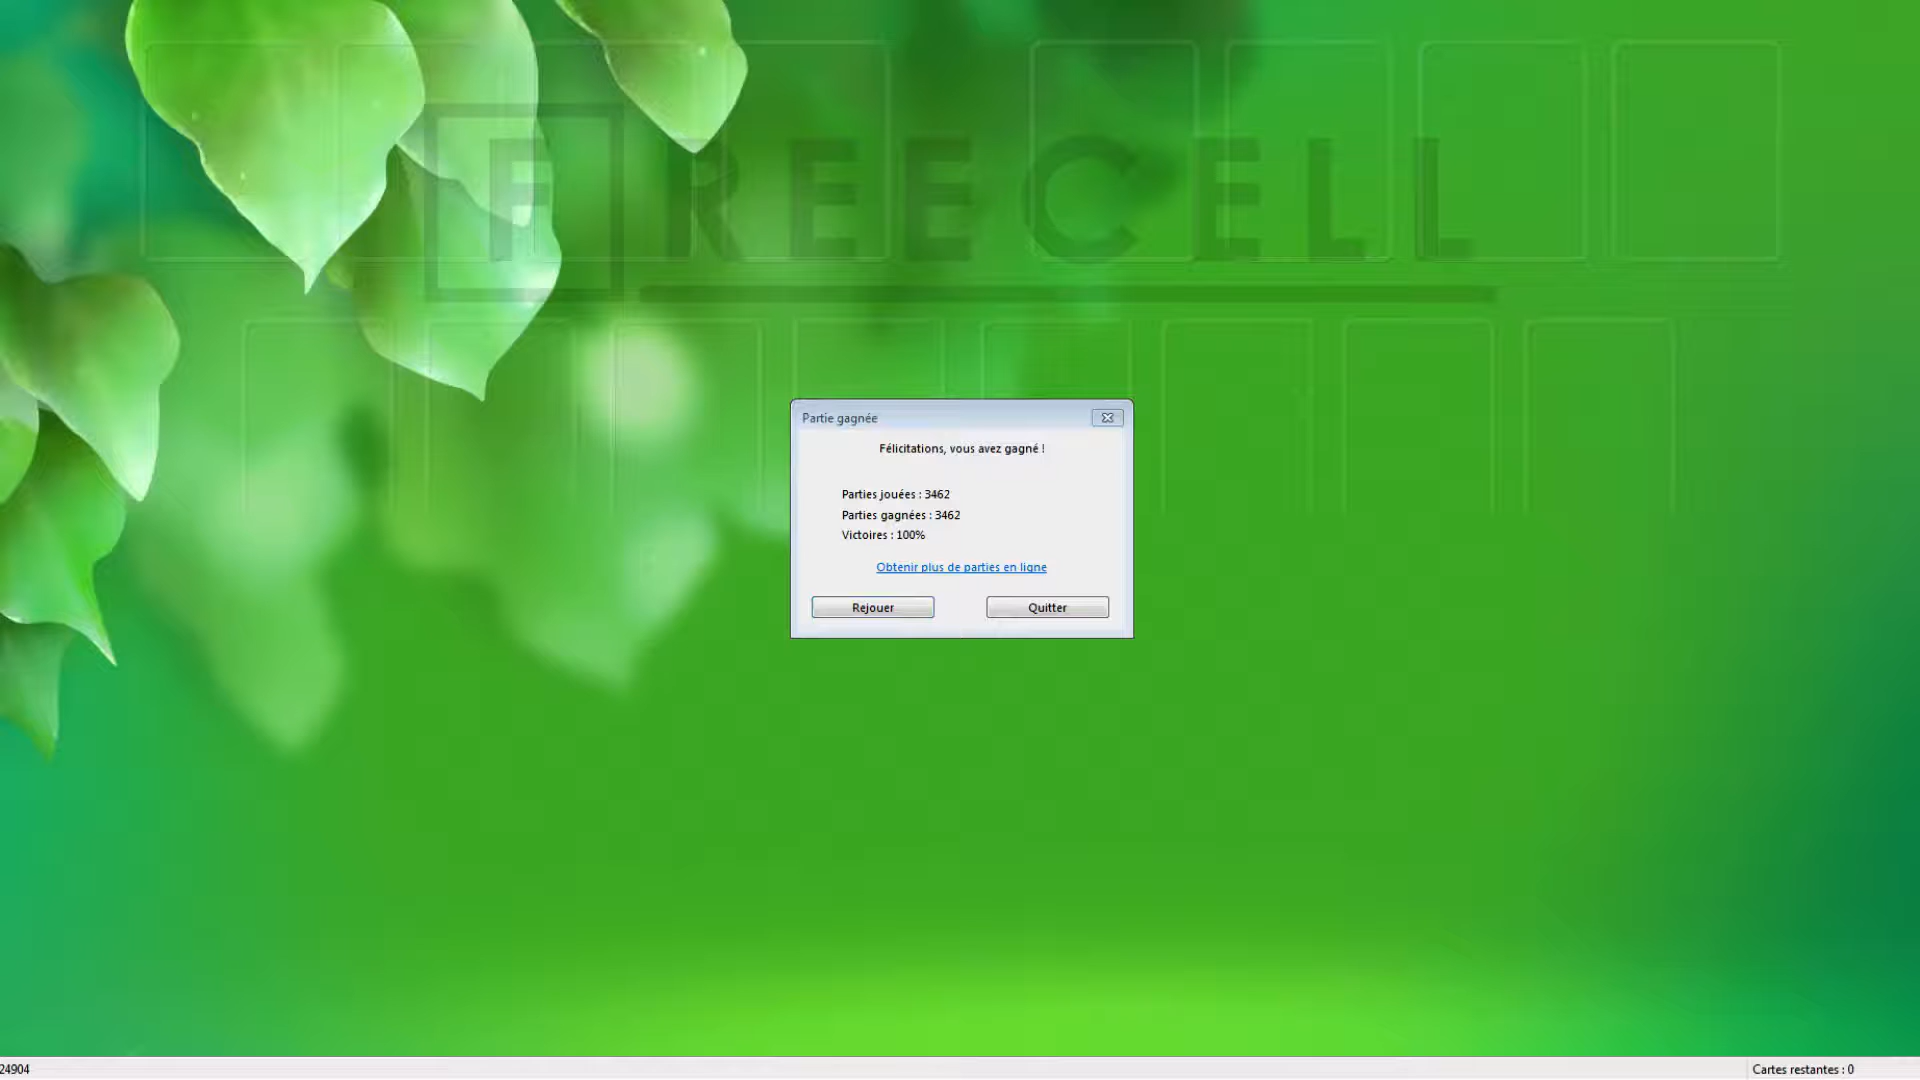 FREECELL
Partie gagnée
Félicitations, vous avez gagné !
Parties jouées : 3462
Parties gagnées : 3462
Victoires : 100%
Obtenir plus de parties en ligne
Rejouer
Quitter
24904
Cartes restantes : 0